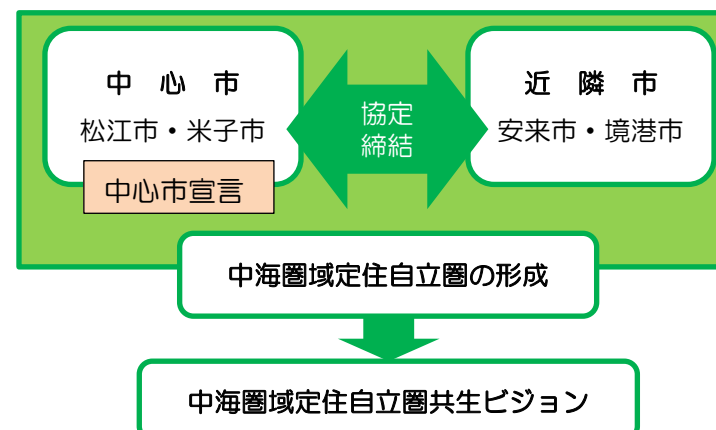 中　心　市
松江市・米子市
中心市宣言
協定
締結
近　隣　市
安来市・境港市
中海圏域定住自立圏の形成
中海圏域定住自立圏共生ビジョン